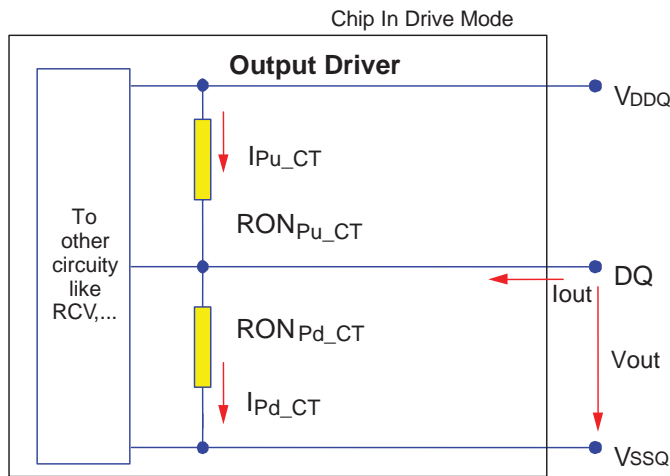 Chip In Drive Mode
Output Driver
VDDQ
IPu_CT
RONPu_CT
To
other
circuity
like
RCV,...
DQ
Iout
RONPd_CT
Vout
IPd_CT
VSSQ